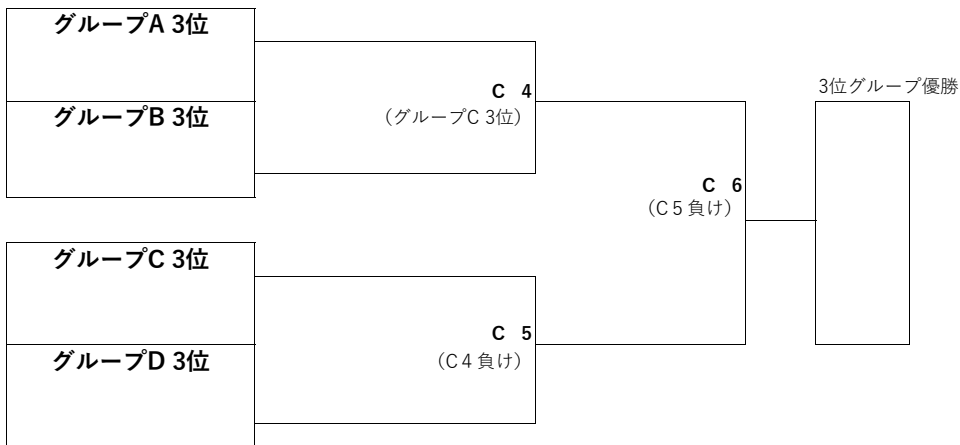 グループA 3位
C 4
3位グループ優勝
グループB 3位
（グループC 3位）
C 6
（C 5 負け）
グループC 3位
C 5
グループD 3位
（C 4 負け）